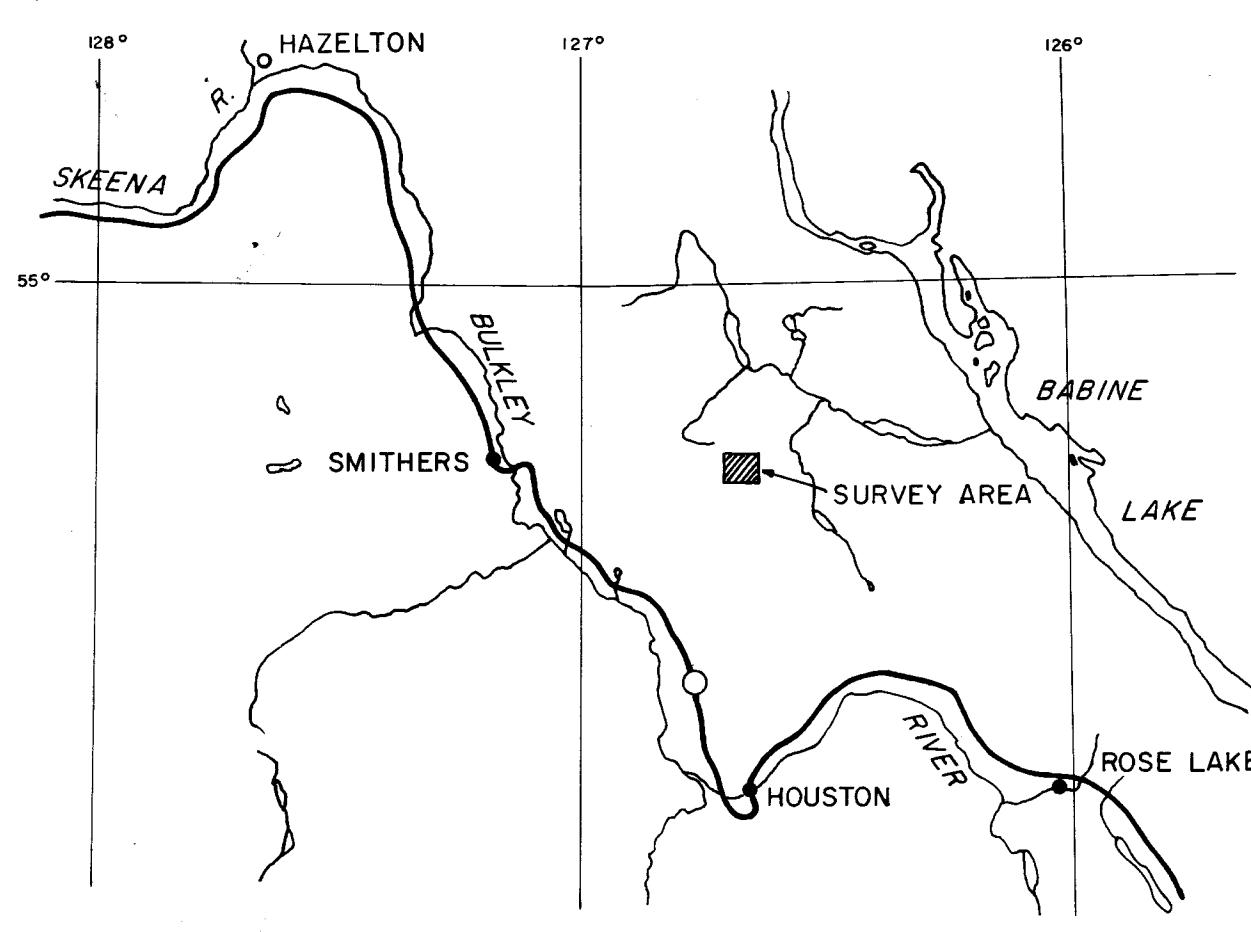 128°
HAZELTON
127°
126°
R.
SKEENA
55°
BULKLEY
BABINE
SMITHERS
SURVEY AREA
LAKE
RIVER
ROSE LAKE
HOUSTON